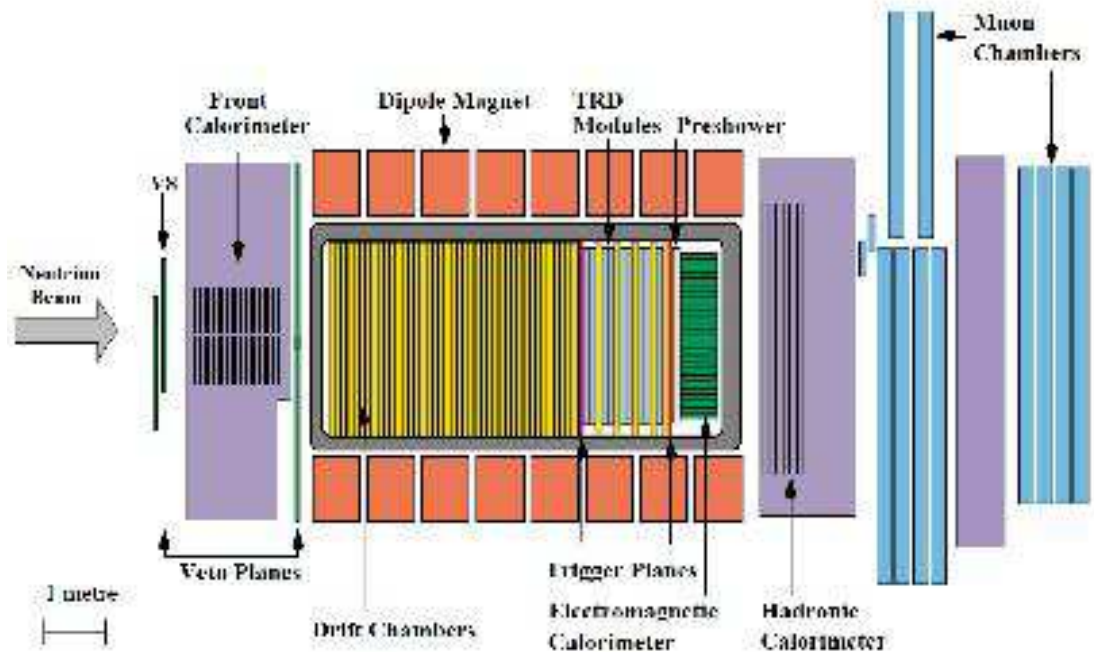 Muon
Chambers
Front
Calorimeter
Dipole Magnet
TRD
Modules
Preshower
V8
Neutrino
Beam
Veto Planes
Trigger Planes
1 metre
Drift Chambers
Electromagnetic
Calorimeter
Hadronic
Calorimeter